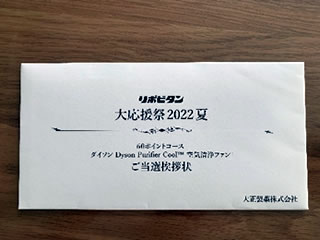 リポビタン
大応援祭2022夏
60ポイントコース
ダイソン Dyson Purifier Cool™ 空気清浄ファン
ご当選挨拶状
大正製薬株式会社